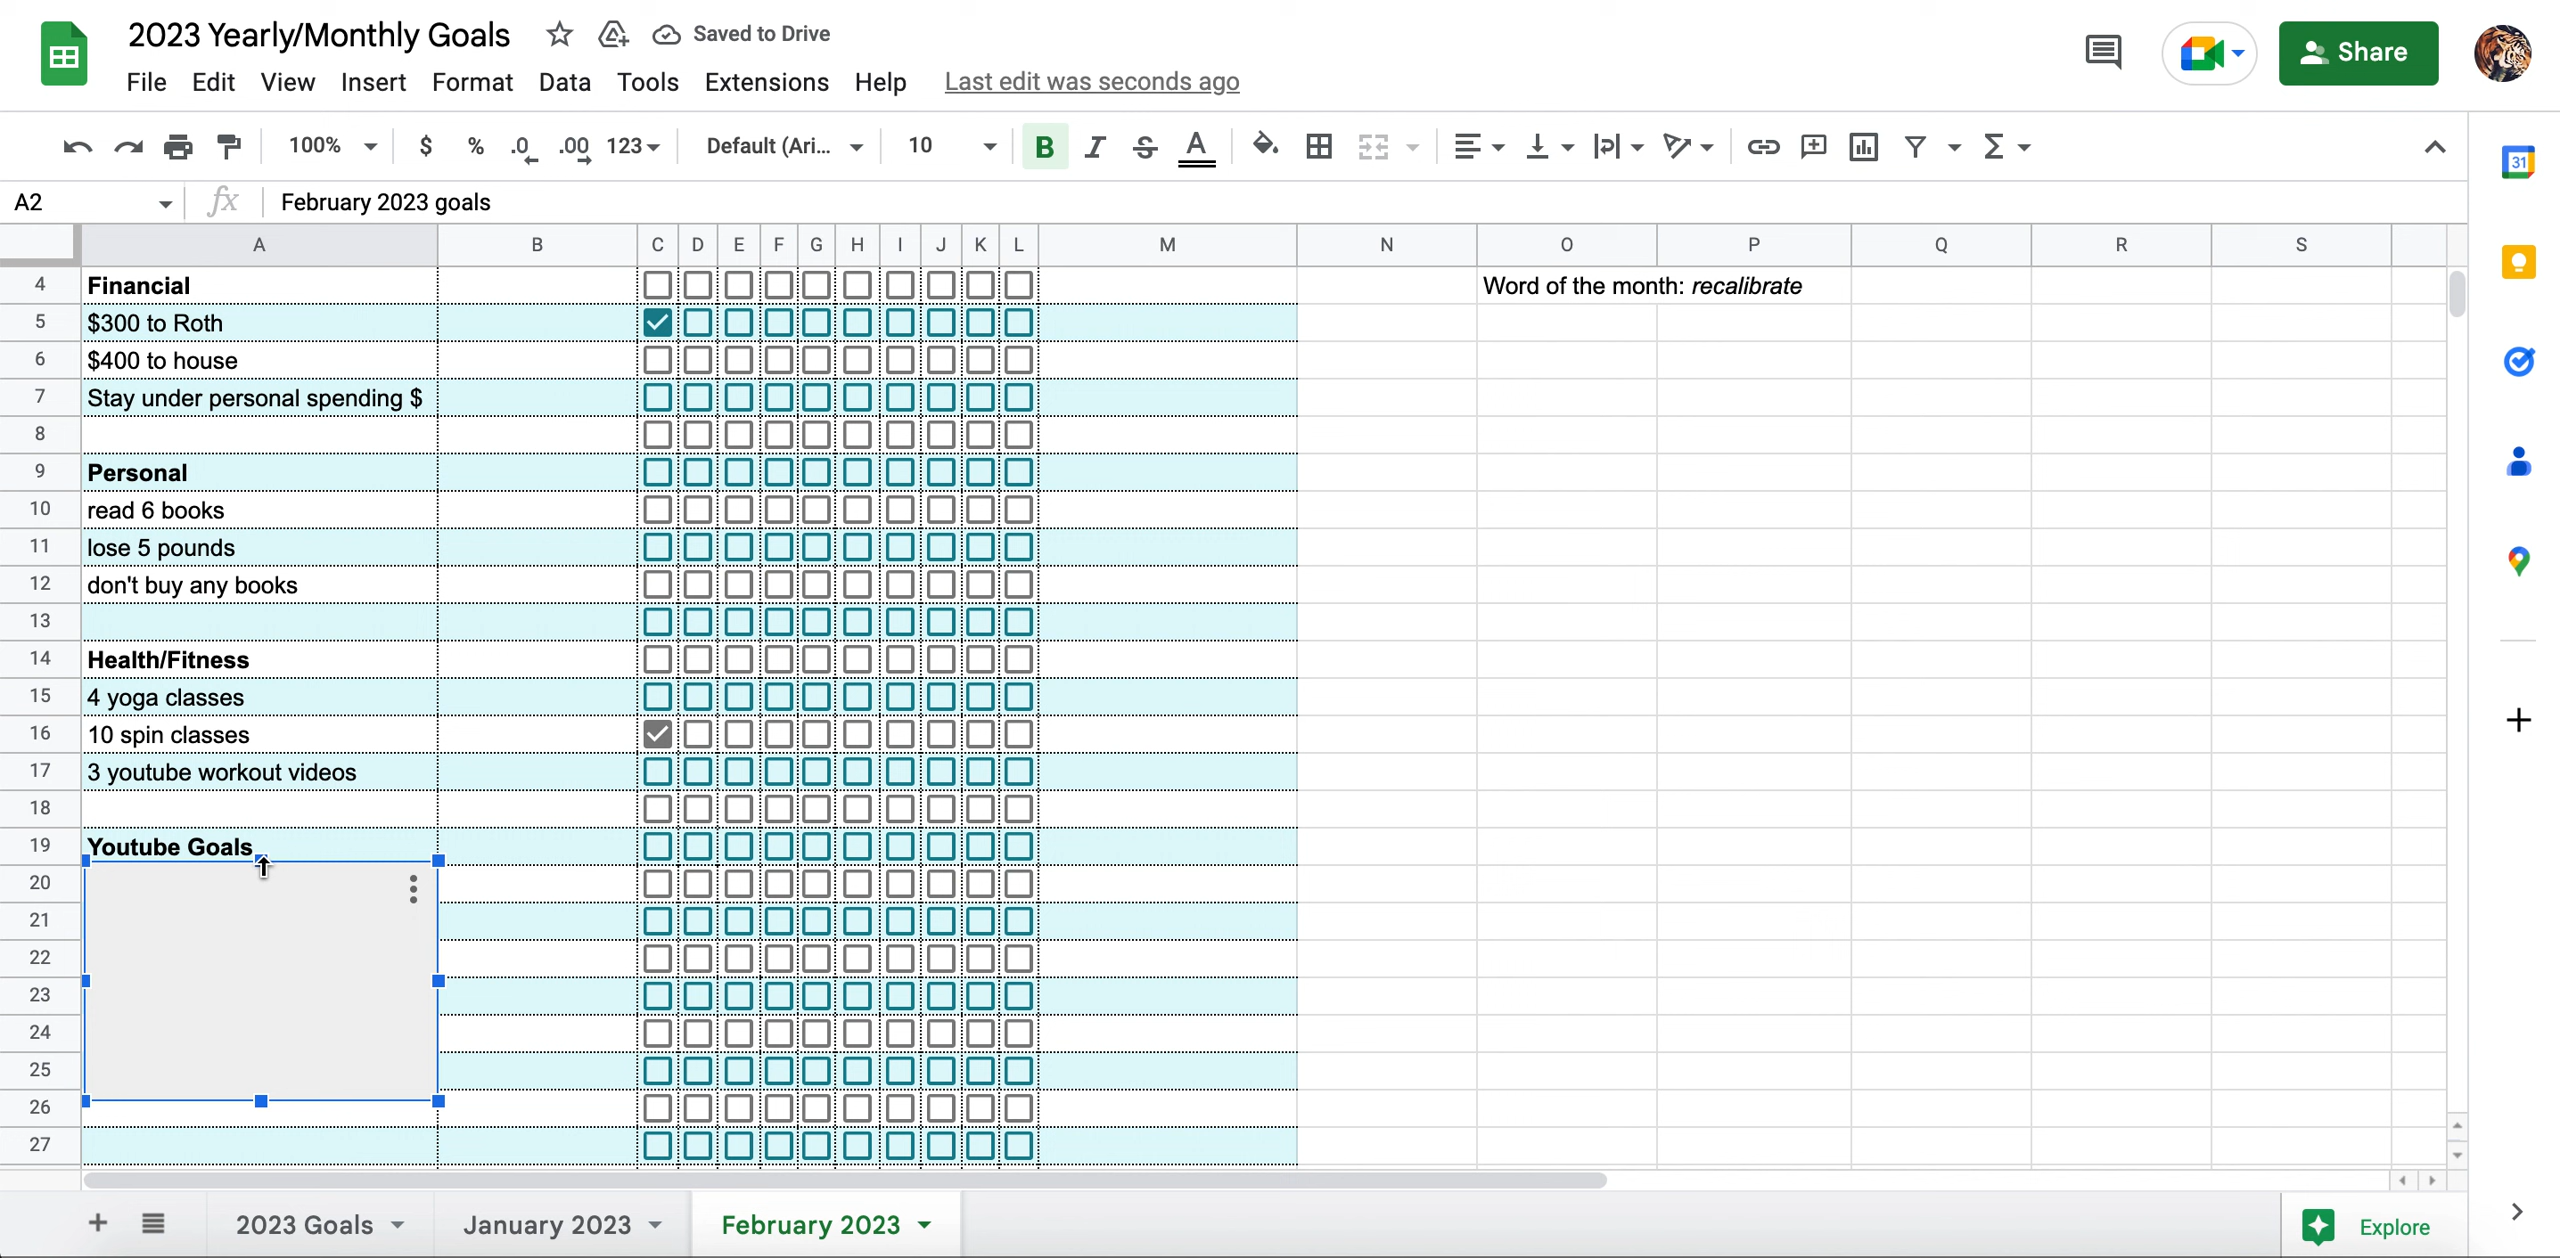 2023 Yearly/Monthly Goals Saved to Drive
File Edit View Insert Format Data Tools Extensions Help Last edit was seconds ago
Share
100% $ % .0 .00 123 Default (Ari... 10 B I S A
31
A2 fx February 2023 goals
A B C D E F G H I J K L M N O P Q R S
4 Financial Word of the month: recalibrate
5 $300 to Roth
6 $400 to house
7 Stay under personal spending $
8
9 Personal
10 read 6 books
11 lose 5 pounds
12 don't buy any books
13
14 Health/Fitness
15 4 yoga classes
16 10 spin classes
17 3 youtube workout videos
18
19 Youtube Goals
20
21
22
23
24
25
26
27
2023 Goals January 2023 February 2023 Explore